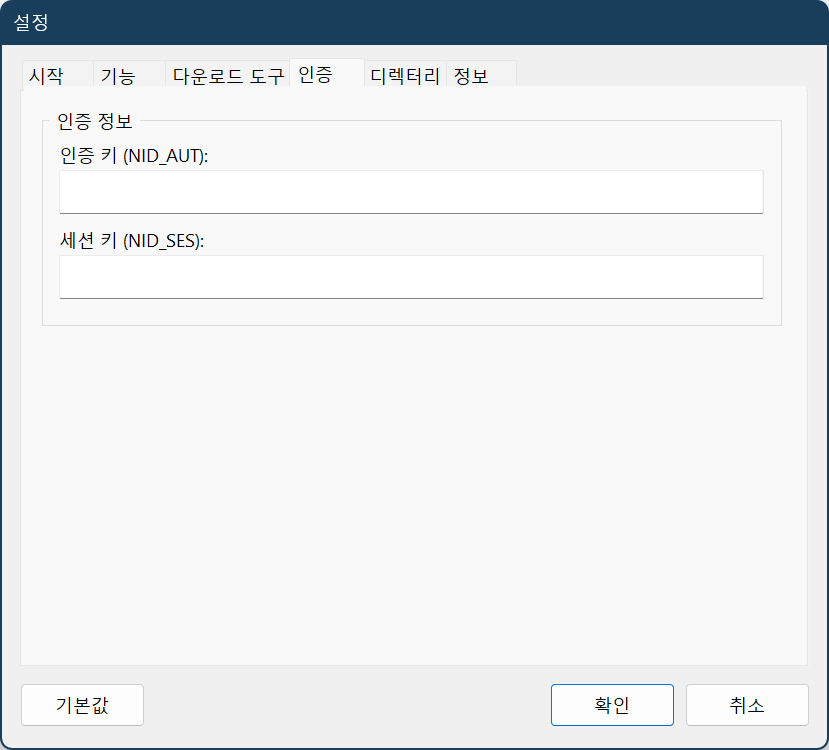 설정
시작 기능 다운로드 도구 인증 디렉터리 정보
인증 정보
인증 키 (NID_AUT):
세션 키 (NID_SES):
기본값 확인 취소